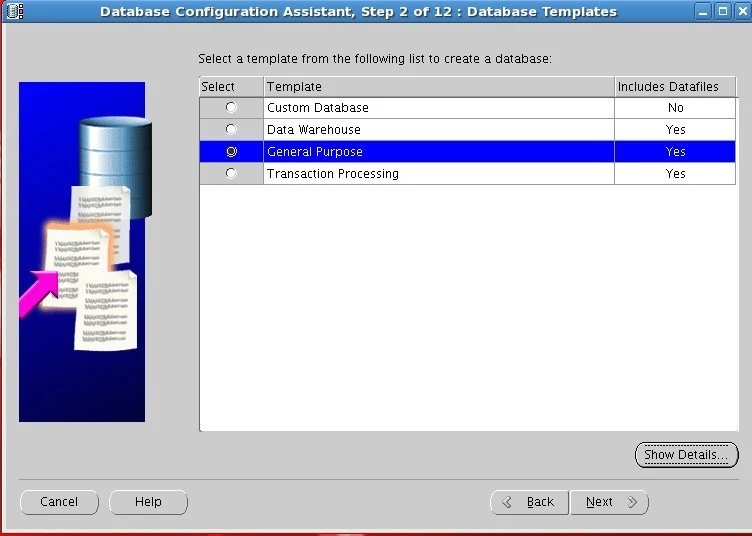 Database Configuration Assistant, Step 2 of 12 : Database Templates
Select a template from the following list to create a database:
Select Template Includes Datafiles
Custom Database No
Data Warehouse Yes
General Purpose Yes
Transaction Processing Yes
Show Details...
Cancel Help Back Next